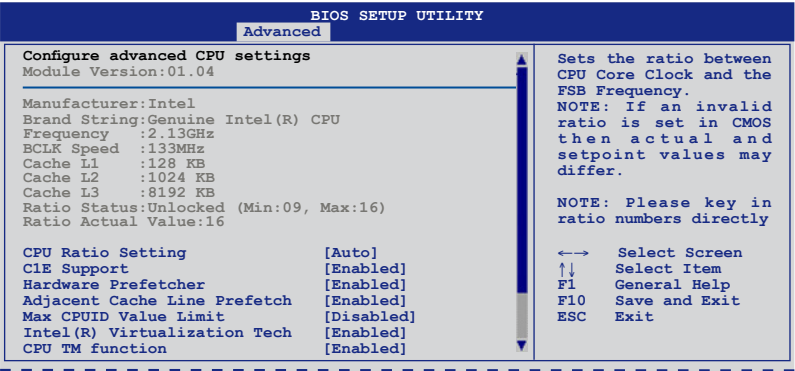 BIOS SETUP UTILITY
Advanced
Configure advanced CPU settings
Module Version:01.04
Manufacturer:Intel
Brand String:Genuine Intel(R) CPU
Frequency :2.13GHz
BCLK Speed :133MHz
Cache L1 :128 KB
Cache L2 :1024 KB
Cache L3 :8192 KB
Ratio Status:Unlocked (Min:09, Max:16)
Ratio Actual Value:16
CPU Ratio Setting [Auto]
C1E Support [Enabled]
Hardware Prefetcher [Enabled]
Adjacent Cache Line Prefetch [Enabled]
Max CPUID Value Limit [Disabled]
Intel(R) Virtualization Tech [Enabled]
CPU TM function [Enabled]
Sets the ratio between
CPU Core Clock and the
FSB Frequency.
NOTE: If an invalid
ratio is set in CMOS
then actual and
setpoint values may
differ.
NOTE: Please key in
ratio numbers directly
←→ Select Screen
↑↓ Select Item
F1 General Help
F10 Save and Exit
ESC Exit